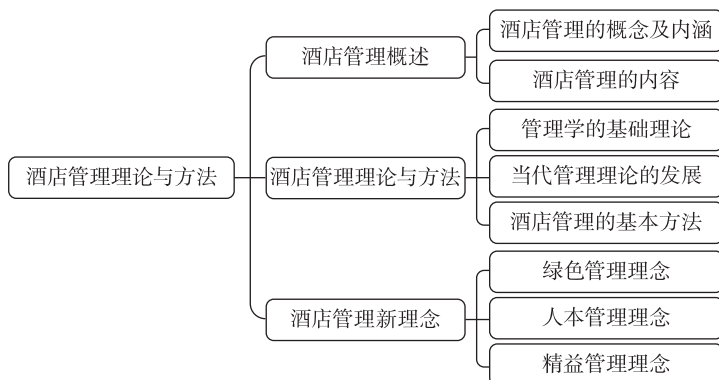 酒店管理理论与方法
酒店管理概述
酒店管理的概念及内涵
酒店管理的内容
酒店管理理论与方法
管理学的基础理论
当代管理理论的发展
酒店管理的基本方法
酒店管理新理念
绿色管理理念
人本管理理念
精益管理理念